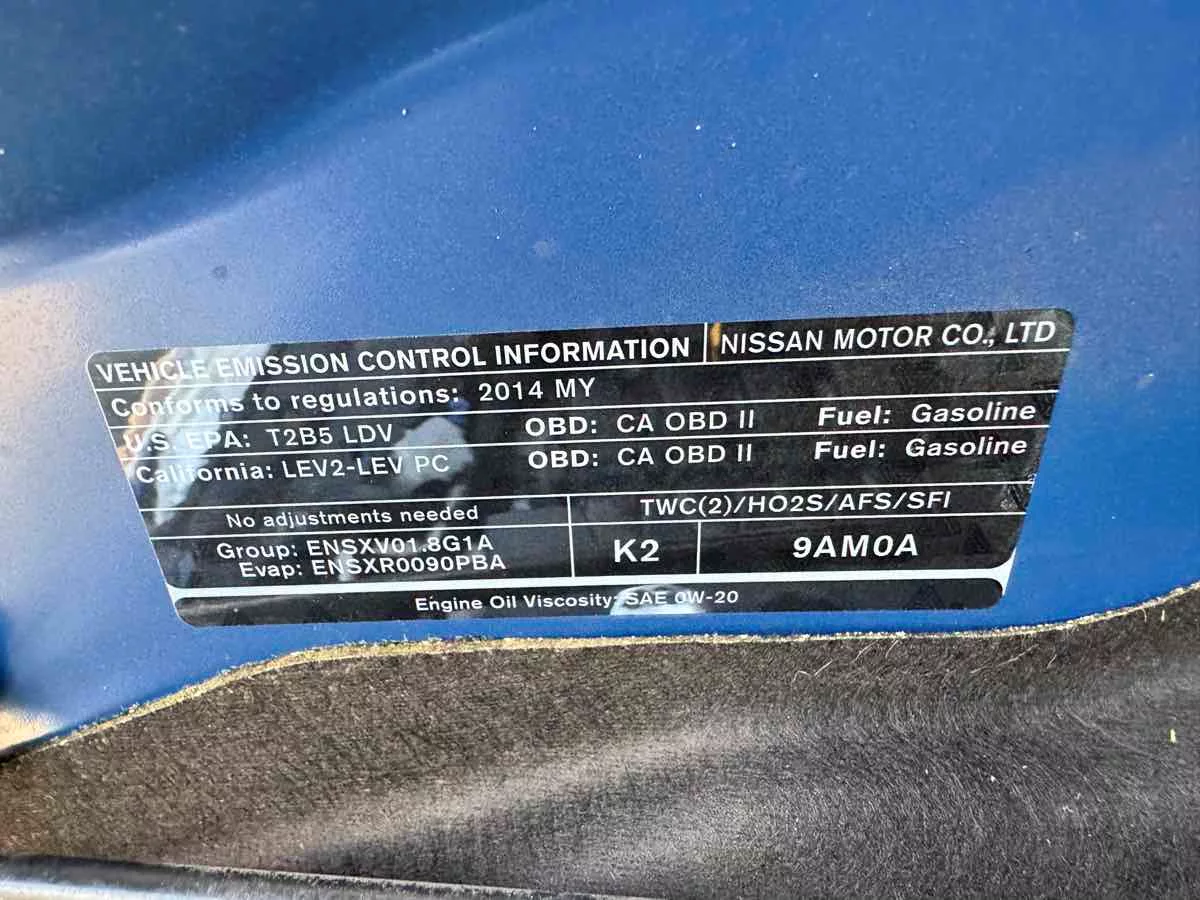 VEHICLE EMISSION CONTROL INFORMATION NISSAN MOTOR CO., LTD
Conforms to regulations: 2014 MY
U.S. EPA: T2B5 LDV OBD: CA OBD II Fuel: Gasoline
California: LEV2-LEV PC OBD: CA OBD II Fuel: Gasoline
No adjustments needed TWC(2)/HO2S/AFS/SFI
Group: ENSXV01.8G1A
Evap: ENSXR0090PBA
K2 9AM0A
Engine Oil Viscosity: SAE 0W-20